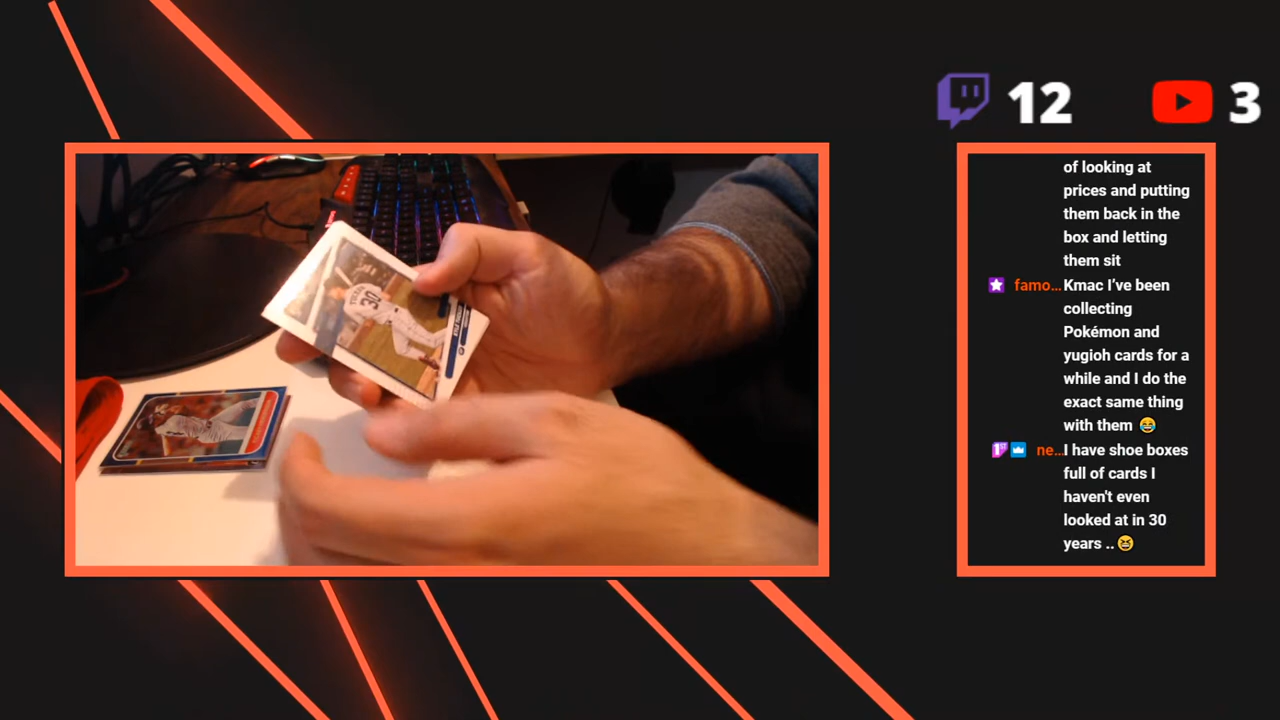 12
3
of looking at
prices and putting
them back in the
box and letting
them sit
famo... Kmac I've been
collecting
Pokémon and
yugioh cards for a
while and I do the
exact same thing
with them 😂
ne... I have shoe boxes
full of cards I
haven't even
looked at in 30
years .. 😆
30